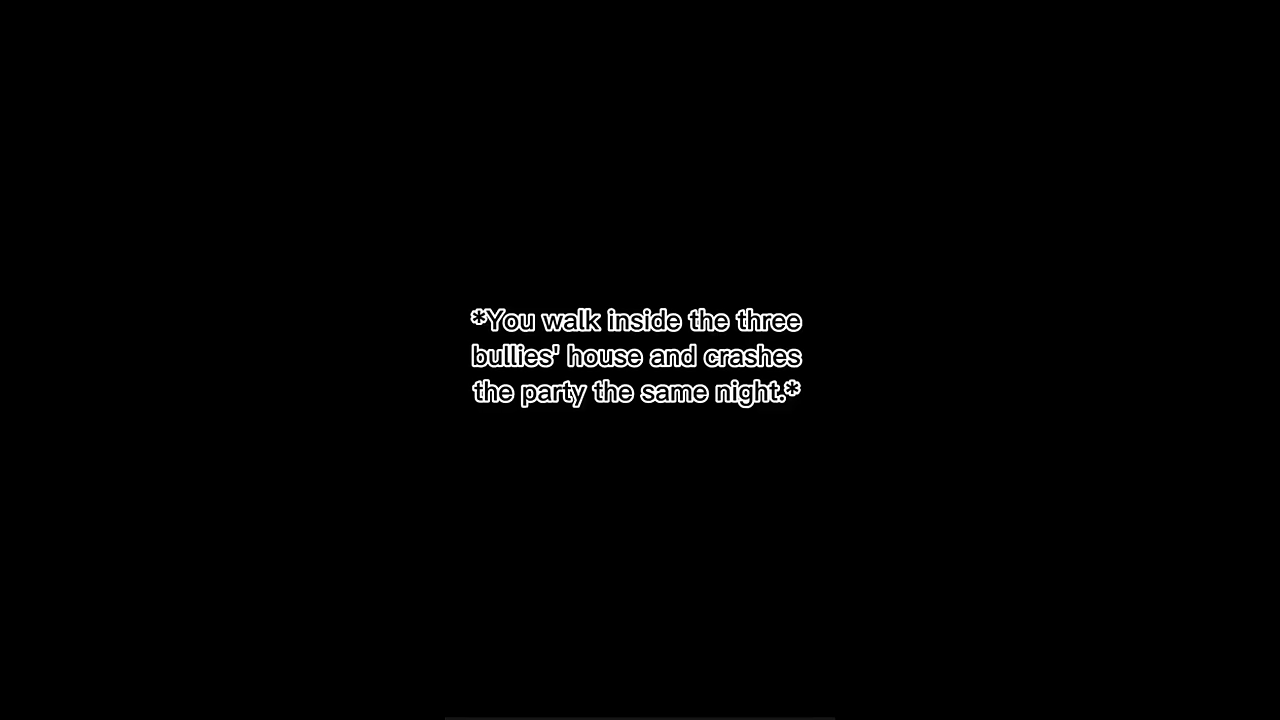 *You walk inside the three
bullies' house and crashes
the party the same night.*